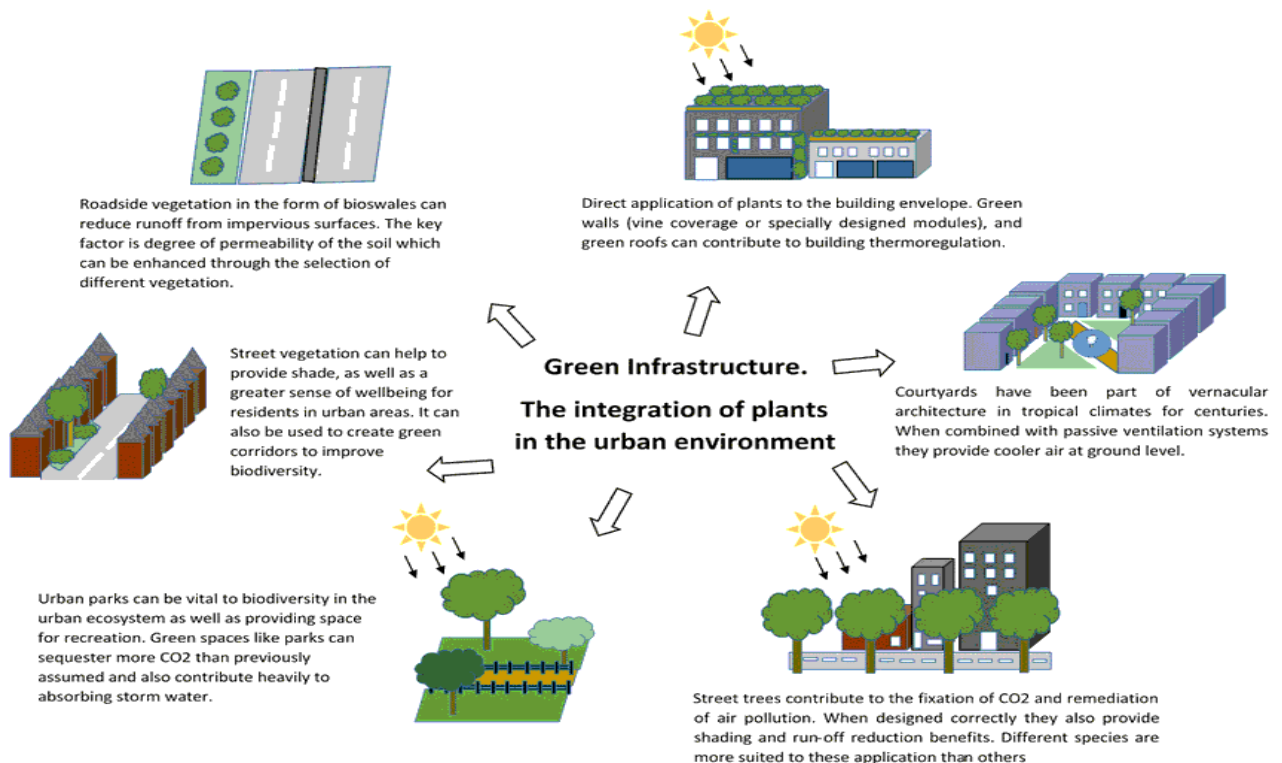 Roadside vegetation in the form of bioswales can
reduce runoff from impervious surfaces. The key
factor is degree of permeability of the soil which
can be enhanced through the selection of
different vegetation.
Direct application of plants to the building envelope. Green
walls (vine coverage or specially designed modules), and
green roofs can contribute to building thermoregulation.
Street vegetation can help to
provide shade, as well as a
greater sense of wellbeing for
residents in urban areas. It can
also be used to create green
corridors to improve
biodiversity.
Green Infrastructure.
The integration of plants
in the urban environment
Courtyards have been part of vernacular
architecture in tropical climates for centuries.
When combined with passive ventilation systems
they provide cooler air at ground level.
Urban parks can be vital to biodiversity in the
urban ecosystem as well as providing space
for recreation. Green spaces like parks can
sequester more CO2 than previously
assumed and also contribute heavily to
absorbing storm water.
Street trees contribute to the fixation of CO2 and remediation
of air pollution. When designed correctly they also provide
shading and run-off reduction benefits. Different species are
more suited to these application than others